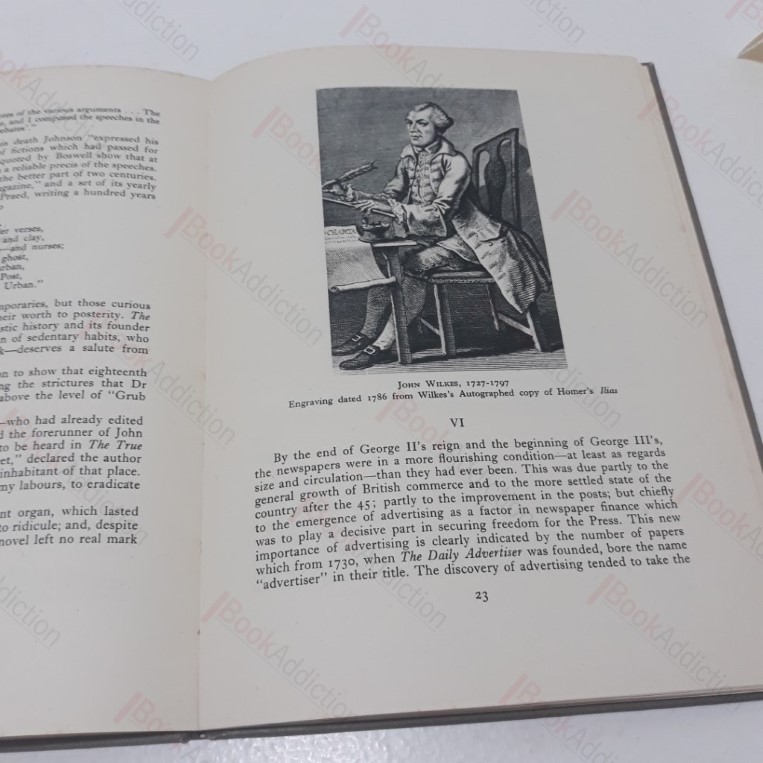 ses of the various arguments . . . The
, and I composed the speeches in the
ebates'"
is death Johnson "expressed his
of fictions which had passed for
quoted by Boswell show that at
a reliable precis of the speeches.
the better part of two centuries.
gazine," and a set of its yearly
Praed, writing a hundred years
er verses,
and clay,
—and nurses;
ghost,
urban,
Post,
Urban."
mporaries, but those curious
heir worth to posterity. The
stic history and its founder
n of sedentary habits, who
k—deserves a salute from
on to show that eighteenth
ng the strictures that Dr
above the level of "Grub
—who had already edited
d the forerunner of John
to be heard in The True
et," declared the author
inhabitant of that place.
my labours, to eradicate
nt organ, which lasted
to ridicule; and, despite
novel left no real mark
JOHN WILKES, 1727-1797
Engraving dated 1786 from Wilkes's Autographed copy of Homer's Ilias
VI
By the end of George II's reign and the beginning of George III's,
the newspapers were in a more flourishing condition—at least as regards
size and circulation—than they had ever been. This was due partly to the
general growth of British commerce and to the more settled state of the
country after the 45; partly to the improvement in the posts; but chiefly
to the emergence of advertising as a factor in newspaper finance which
was to play a decisive part in securing freedom for the Press. This new
importance of advertising is clearly indicated by the number of papers
which from 1730, when The Daily Advertiser was founded, bore the name
"advertiser" in their title. The discovery of advertising tended to take the
23
BookAddiction